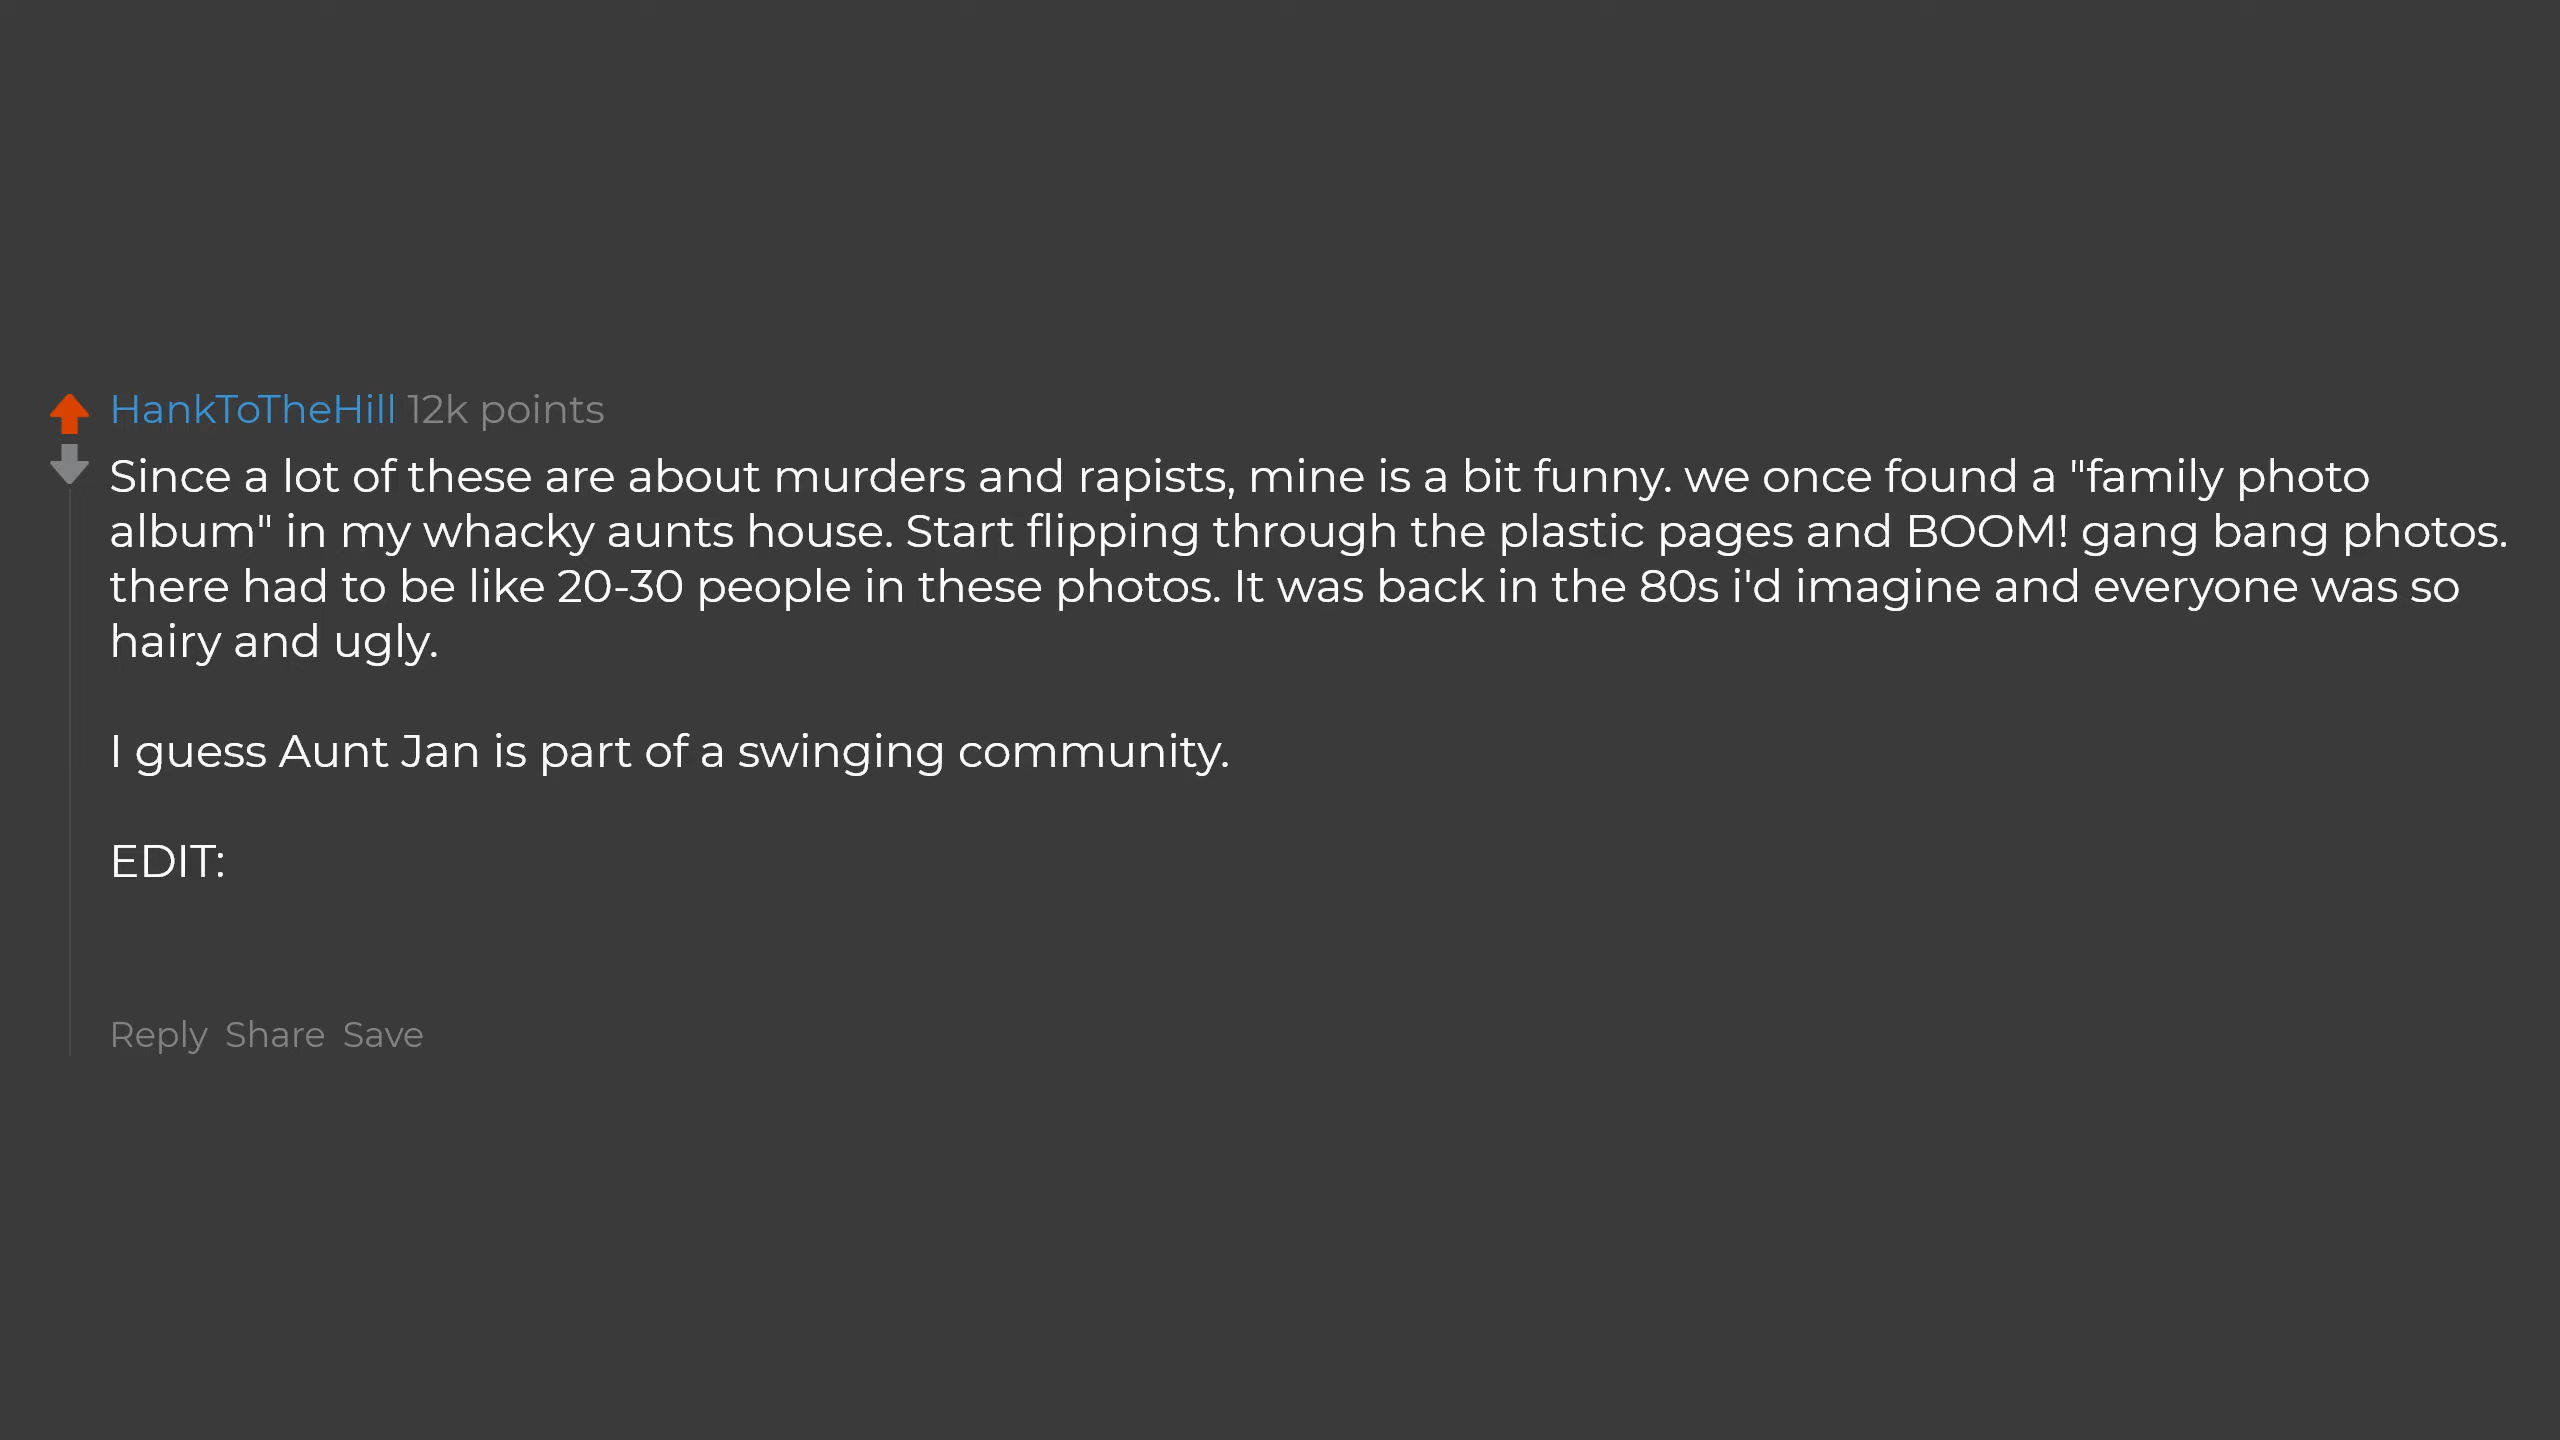 HankToTheHill 12k points
Since a lot of these are about murders and rapists, mine is a bit funny. we once found a "family photo
album" in my whacky aunts house. Start flipping through the plastic pages and BOOM! gang bang photos.
there had to be like 20-30 people in these photos. It was back in the 80s i'd imagine and everyone was so
hairy and ugly.
I guess Aunt Jan is part of a swinging community.
EDIT:
Reply Share Save